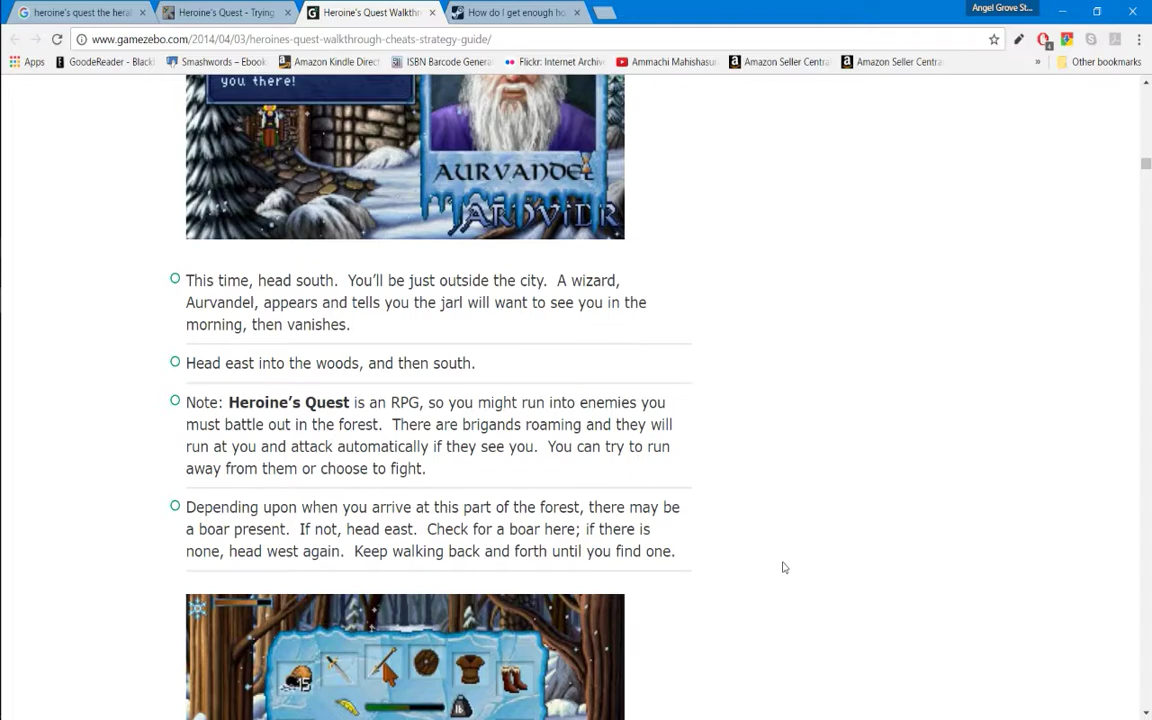 heroine's quest the heral
Heroine's Quest - Trying
Heroine's Quest Walkthr
How do I get enough ho
Angel Grove St...
www.gamezebo.com/2014/04/03/heroines-quest-walkthrough-cheats-strategy-guide/
Apps GoodeReader - Blackl Smashwords – Ebook Amazon Kindle Direct ISBN Barcode Genera Flickr: Internet Archiv Ammachi Mahishasur Amazon Seller Centra Amazon Seller Centra » Other bookmarks
you there!
AURVANDEL
ARDVIDR
This time, head south. You'll be just outside the city. A wizard,
Aurvandel, appears and tells you the jarl will want to see you in the
morning, then vanishes.
Head east into the woods, and then south.
Note: Heroine's Quest is an RPG, so you might run into enemies you
must battle out in the forest. There are brigands roaming and they will
run at you and attack automatically if they see you. You can try to run
away from them or choose to fight.
Depending upon when you arrive at this part of the forest, there may be
a boar present. If not, head east. Check for a boar here; if there is
none, head west again. Keep walking back and forth until you find one.
15
lb